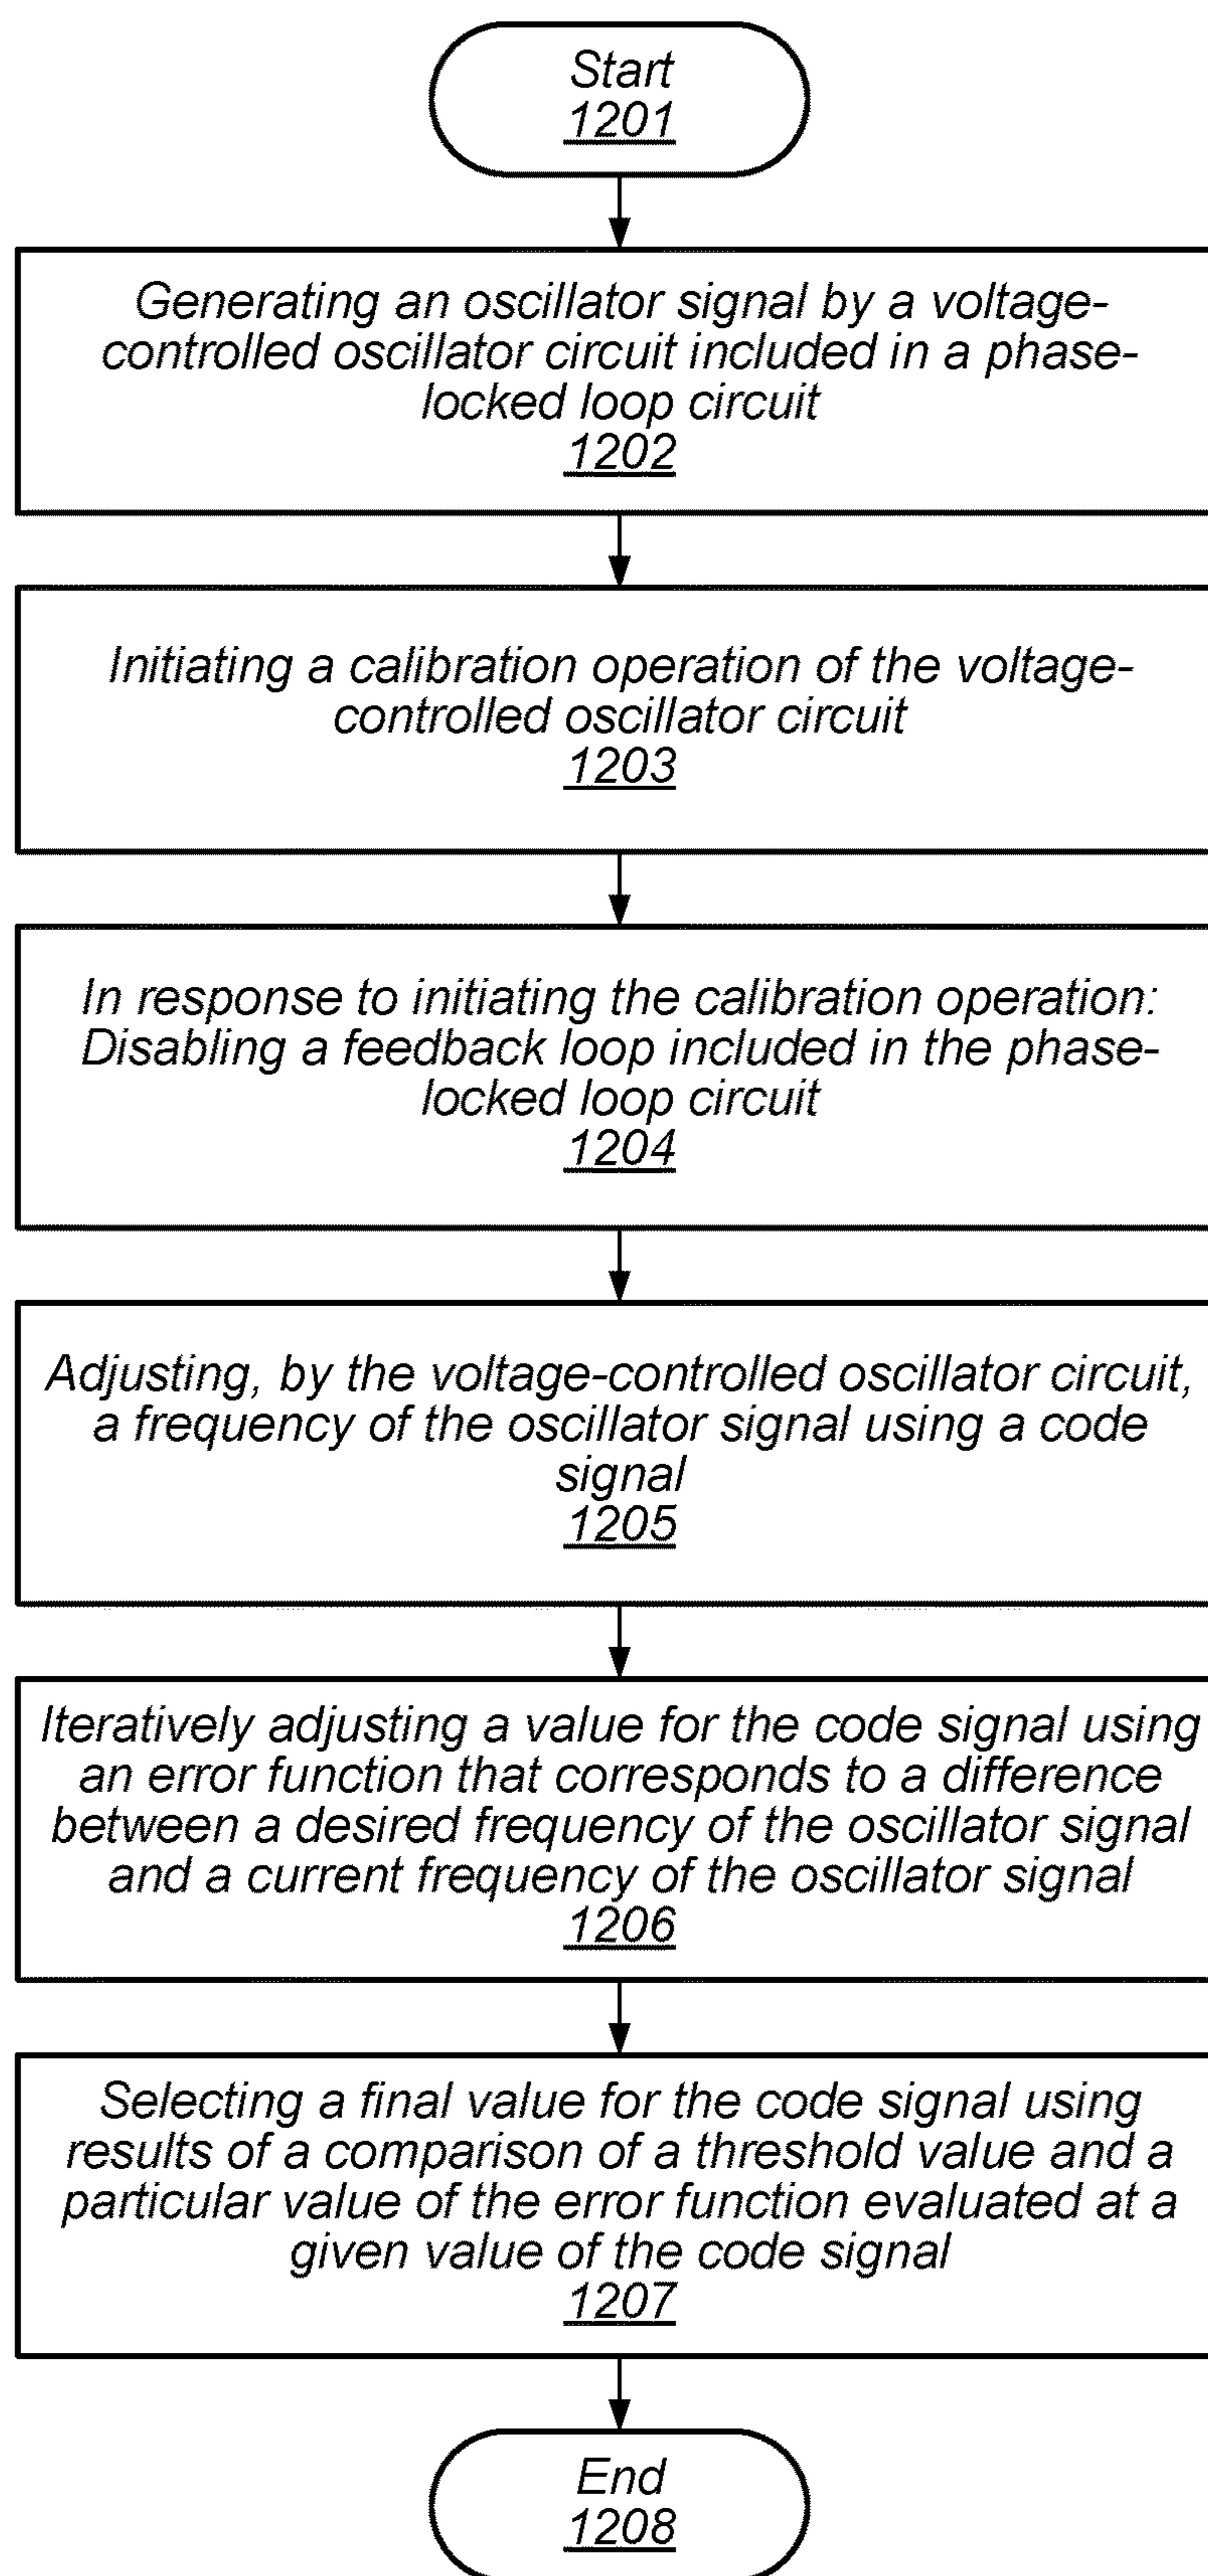 Start
1201
Generating an oscillator signal by a voltage-
controlled oscillator circuit included in a phase-
locked loop circuit
1202
Initiating a calibration operation of the voltage-
controlled oscillator circuit
1203
In response to initiating the calibration operation:
Disabling a feedback loop included in the phase-
locked loop circuit
1204
Adjusting, by the voltage-controlled oscillator circuit,
a frequency of the oscillator signal using a code
signal
1205
Iteratively adjusting a value for the code signal using
an error function that corresponds to a difference
between a desired frequency of the oscillator signal
and a current frequency of the oscillator signal
1206
Selecting a final value for the code signal using
results of a comparison of a threshold value and a
particular value of the error function evaluated at a
given value of the code signal
1207
End
1208